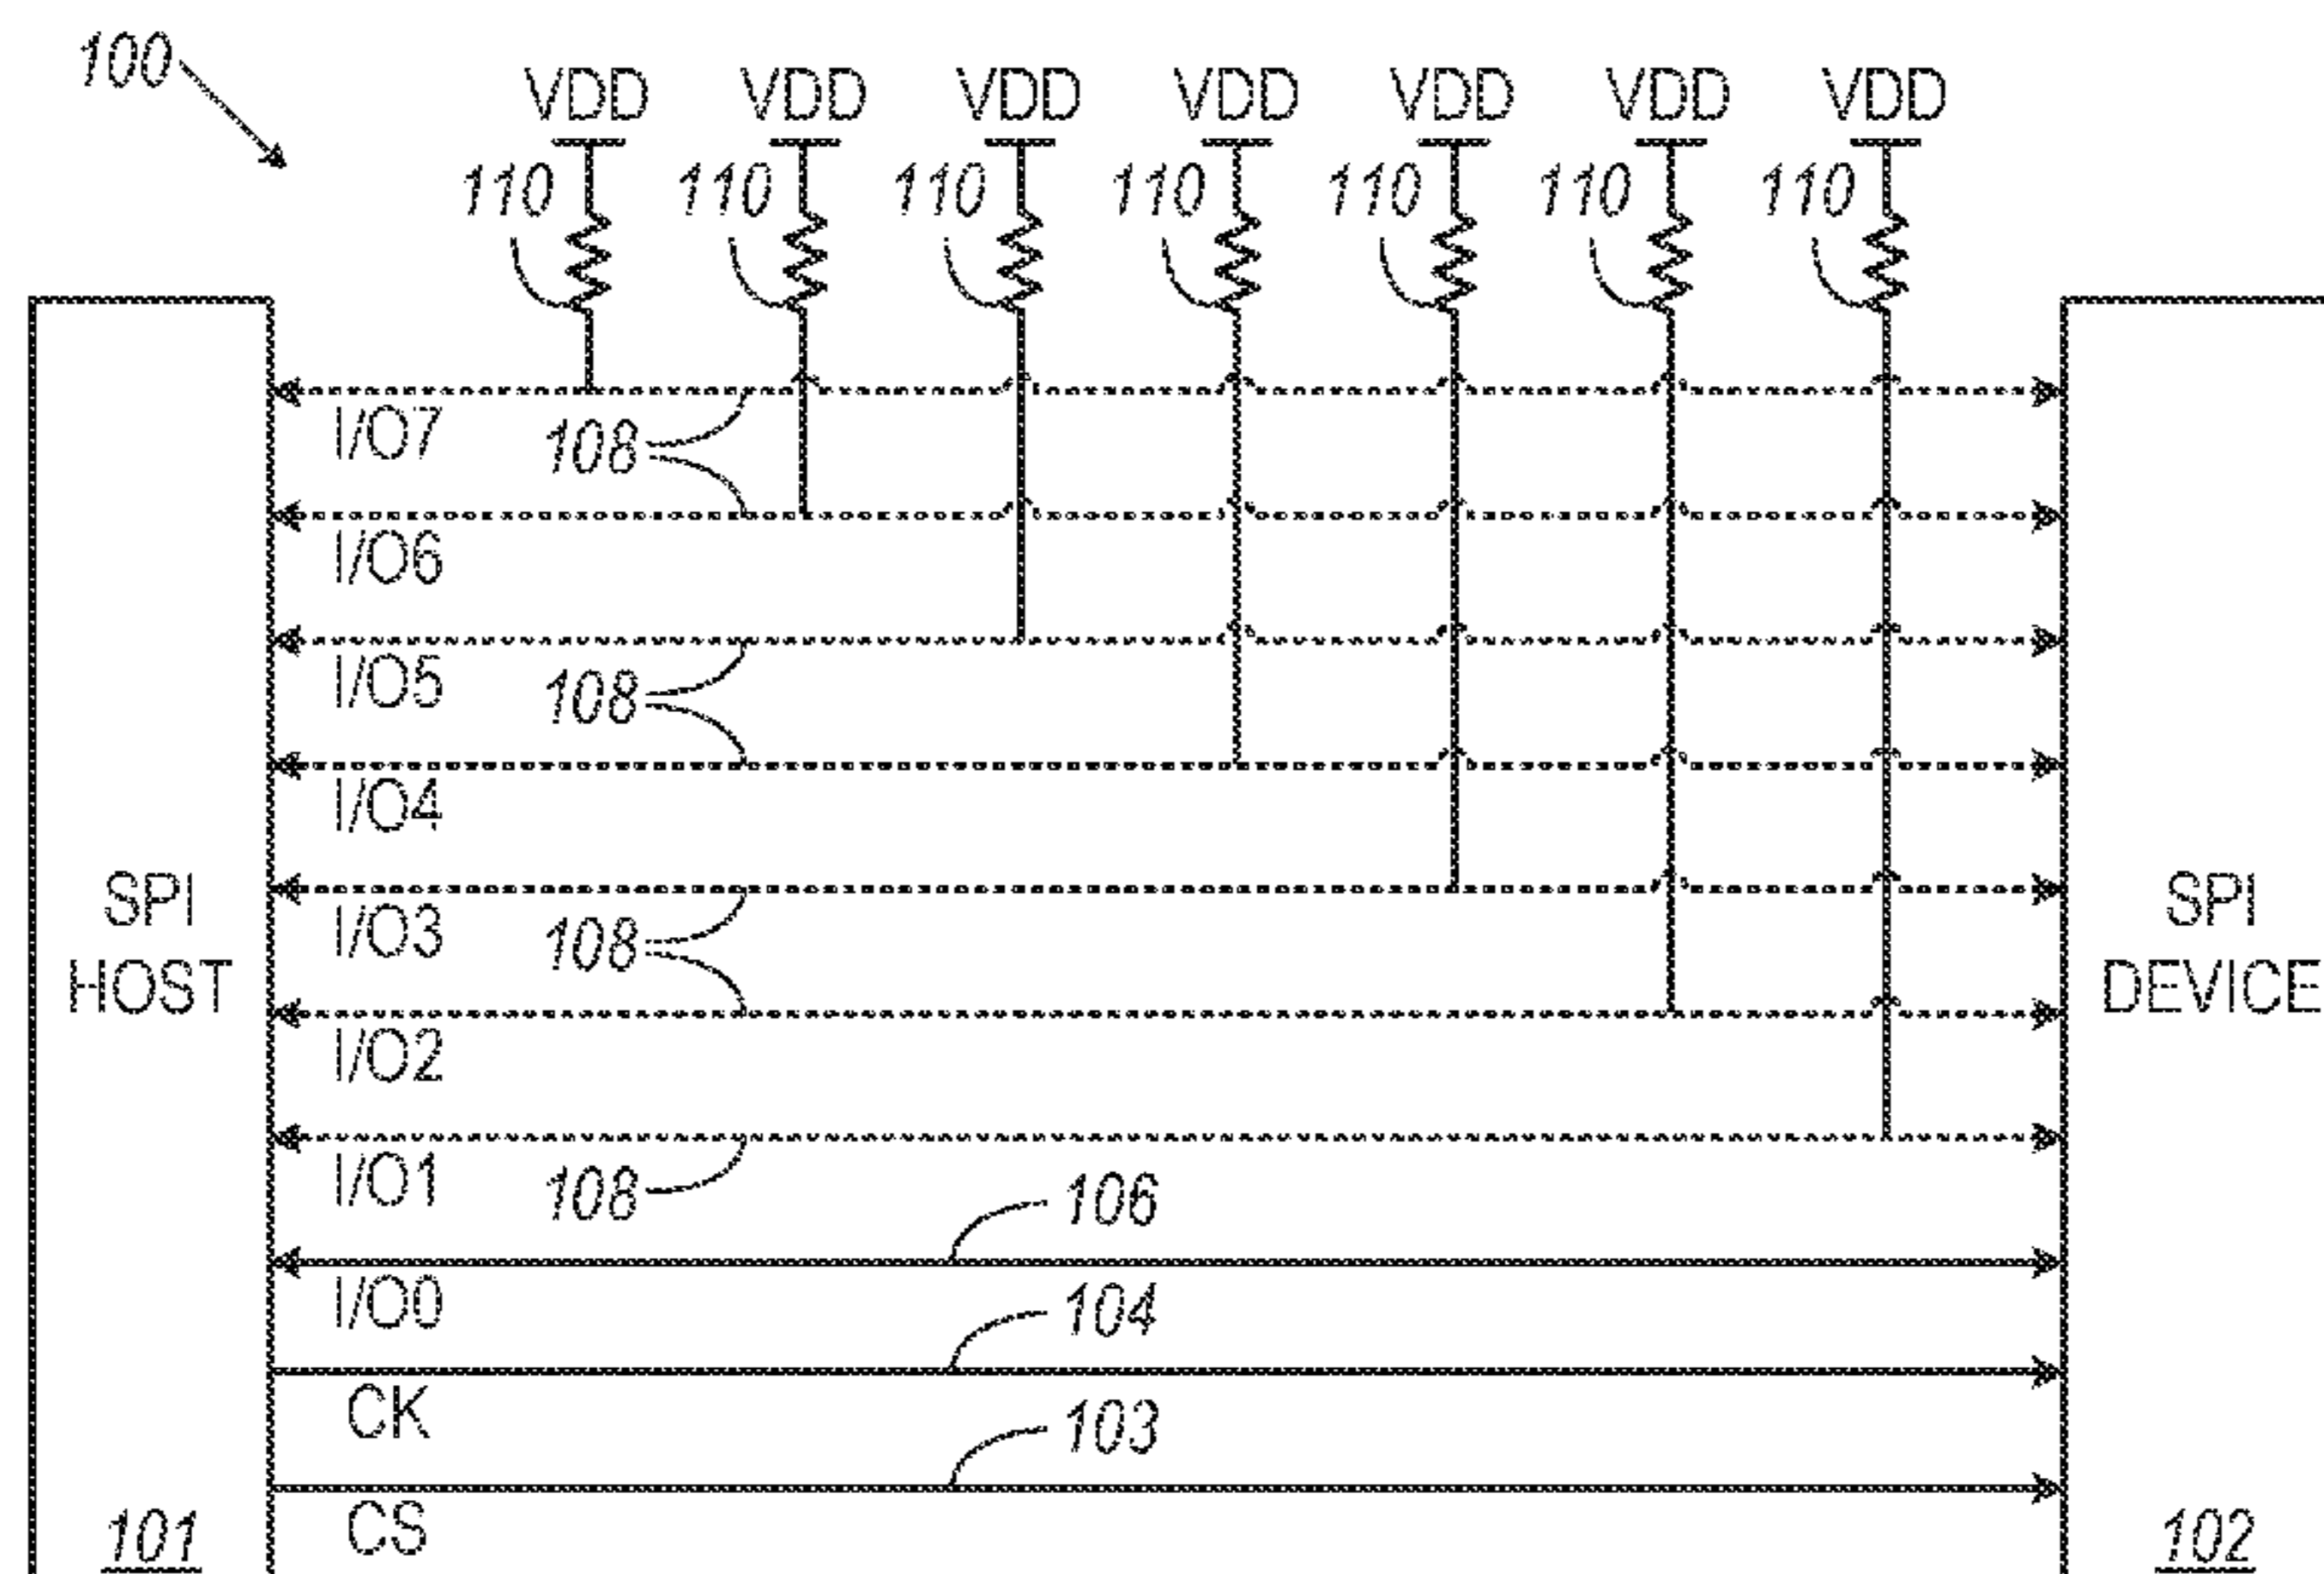 100
VDD VDD VDD VDD VDD VDD VDD
110 110 110 110 110 110 110
I/O7 108
I/O6
I/O5 108
I/O4
SPI HOST
I/O3 108
SPI DEVICE
I/O2
I/O1 108
106
I/O0
104
CK
103
CS
101
102